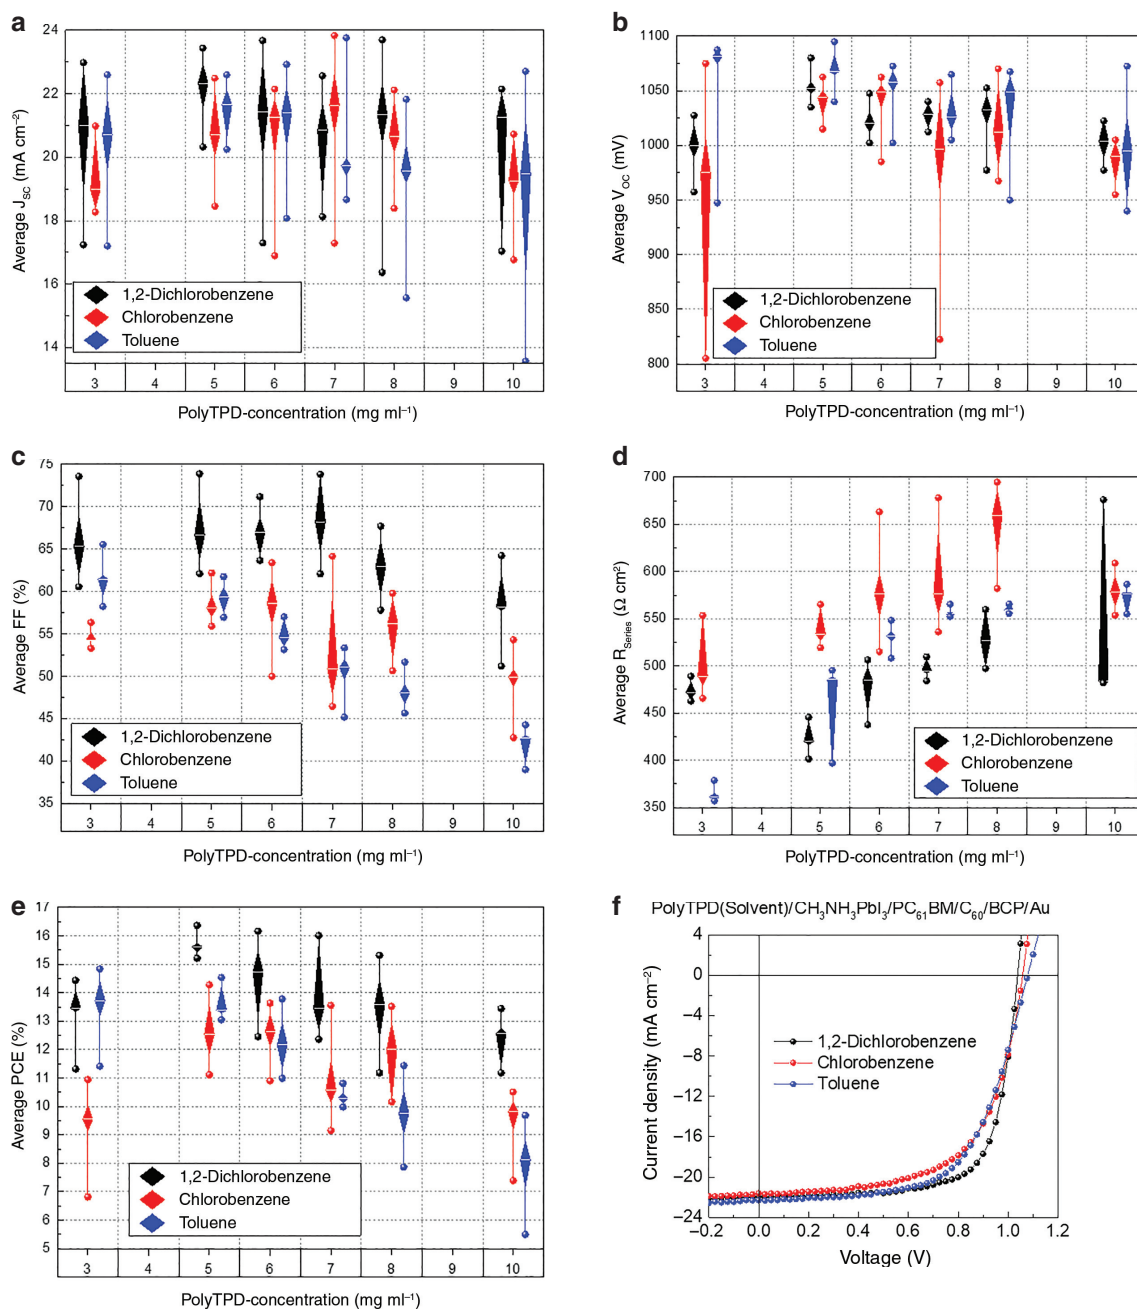 a
24
22
20
18
16
14
Average J_SC (mA cm⁻²)
1,2-Dichlorobenzene
Chlorobenzene
Toluene
3 4 5 6 7 8 9 10
PolyTPD-concentration (mg ml⁻¹)
b
1100
1050
1000
950
900
850
800
Average V_OC (mV)
1,2-Dichlorobenzene
Chlorobenzene
Toluene
3 4 5 6 7 8 9 10
PolyTPD-concentration (mg ml⁻¹)
c
75
70
65
60
55
50
45
40
35
Average FF (%)
1,2-Dichlorobenzene
Chlorobenzene
Toluene
3 4 5 6 7 8 9 10
PolyTPD-concentration (mg ml⁻¹)
d
700
650
600
550
500
450
400
350
Average R_Series (Ω cm²)
1,2-Dichlorobenzene
Chlorobenzene
Toluene
3 4 5 6 7 8 9 10
PolyTPD-concentration (mg ml⁻¹)
e
17
16
15
14
13
12
11
10
9
8
7
6
5
Average PCE (%)
1,2-Dichlorobenzene
Chlorobenzene
Toluene
3 4 5 6 7 8 9 10
PolyTPD-concentration (mg ml⁻¹)
f
PolyTPD(Solvent)/CH₃NH₃PbI₃/PC₆₁BM/C₆₀/BCP/Au
4
0
−4
−8
−12
−16
−20
−24
Current density (mA cm⁻²)
1,2-Dichlorobenzene
Chlorobenzene
Toluene
−0.2 0.0 0.2 0.4 0.6 0.8 1.0 1.2
Voltage (V)